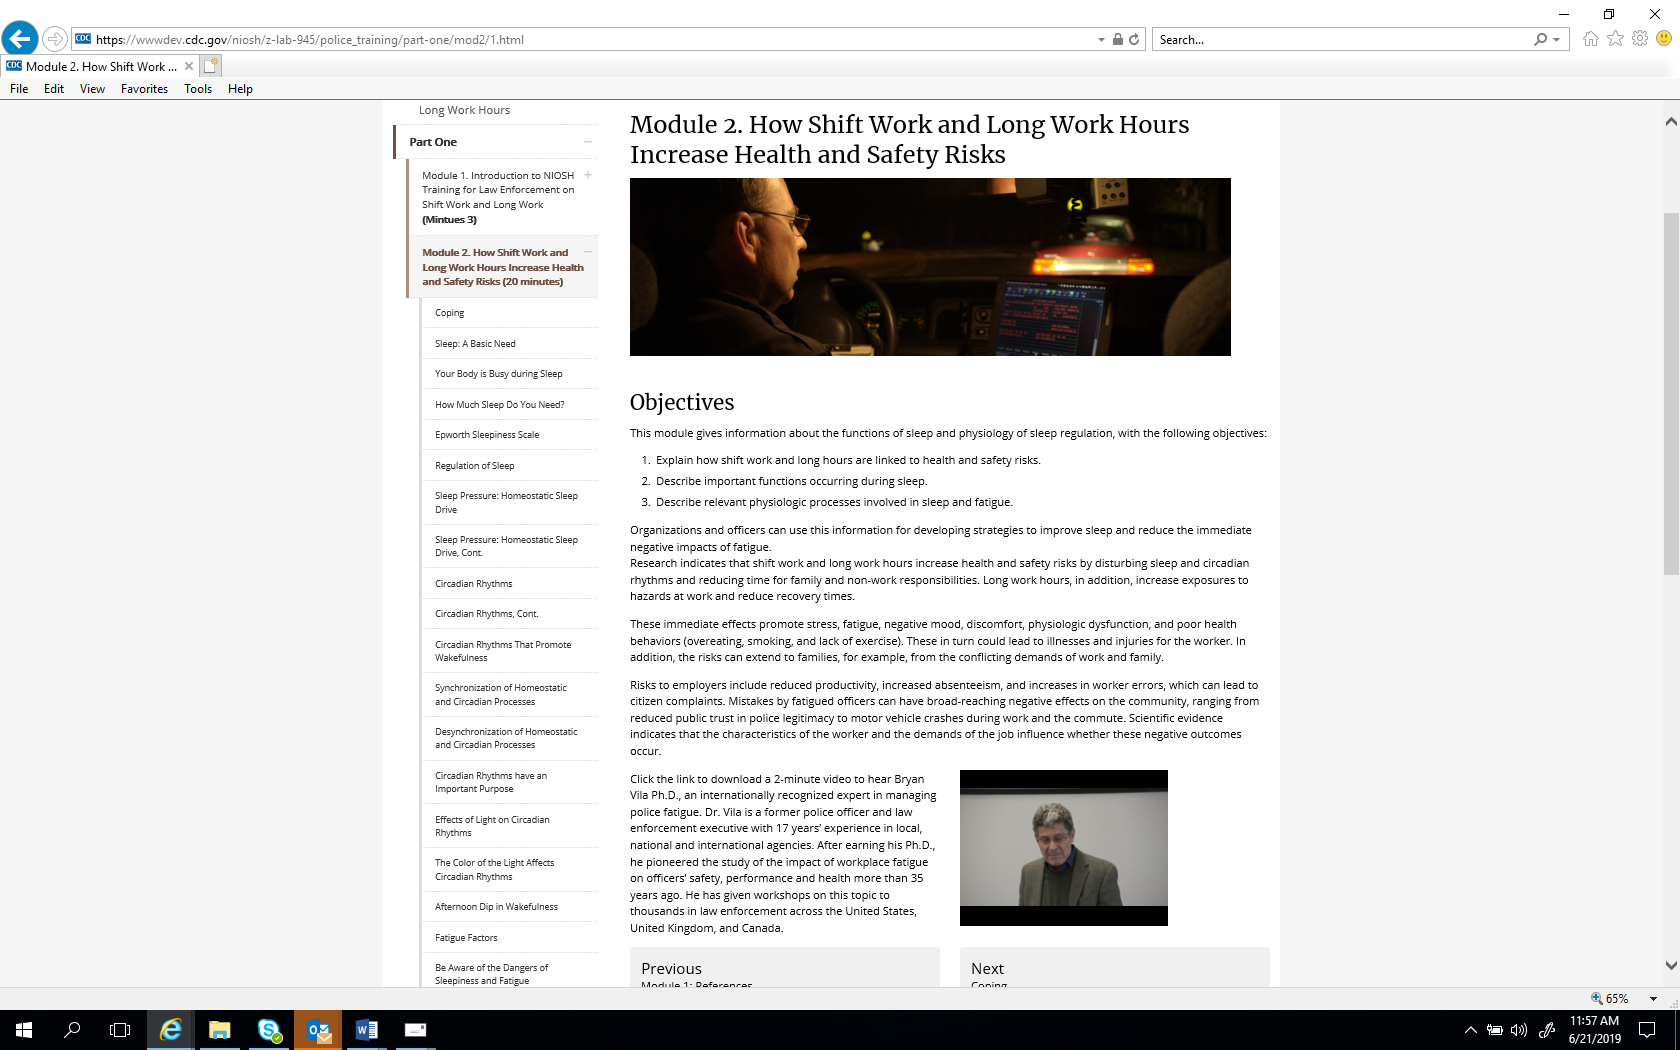 https://wwwdev.cdc.gov/niosh/z-lab-945/police_training/part-one/mod2/1.html
Search...
CDC
Module 2. How Shift Work ...
File Edit View Favorites Tools Help
Long Work Hours
Part One
Module 1. Introduction to NIOSH
Training for Law Enforcement on
Shift Work and Long Work
(Mintues 3)
Module 2. How Shift Work and
Long Work Hours Increase Health
and Safety Risks (20 minutes)
Coping
Sleep: A Basic Need
Your Body is Busy during Sleep
How Much Sleep Do You Need?
Epworth Sleepiness Scale
Regulation of Sleep
Sleep Pressure: Homeostatic Sleep
Drive
Sleep Pressure: Homeostatic Sleep
Drive, Cont.
Circadian Rhythms
Circadian Rhythms, Cont.
Circadian Rhythms That Promote
Wakefulness
Synchronization of Homeostatic
and Circadian Processes
Desynchronization of Homeostatic
and Circadian Processes
Circadian Rhythms have an
Important Purpose
Effects of Light on Circadian
Rhythms
The Color of the Light Affects
Circadian Rhythms
Afternoon Dip in Wakefulness
Fatigue Factors
Be Aware of the Dangers of
Sleepiness and Fatigue
Module 2. How Shift Work and Long Work Hours
Increase Health and Safety Risks
Objectives
This module gives information about the functions of sleep and physiology of sleep regulation, with the following objectives:
1. Explain how shift work and long hours are linked to health and safety risks.
2. Describe important functions occurring during sleep.
3. Describe relevant physiologic processes involved in sleep and fatigue.
Organizations and officers can use this information for developing strategies to improve sleep and reduce the immediate
negative impacts of fatigue.
Research indicates that shift work and long work hours increase health and safety risks by disturbing sleep and circadian
rhythms and reducing time for family and non-work responsibilities. Long work hours, in addition, increase exposures to
hazards at work and reduce recovery times.
These immediate effects promote stress, fatigue, negative mood, discomfort, physiologic dysfunction, and poor health
behaviors (overeating, smoking, and lack of exercise). These in turn could lead to illnesses and injuries for the worker. In
addition, the risks can extend to families, for example, from the conflicting demands of work and family.
Risks to employers include reduced productivity, increased absenteeism, and increases in worker errors, which can lead to
citizen complaints. Mistakes by fatigued officers can have broad-reaching negative effects on the community, ranging from
reduced public trust in police legitimacy to motor vehicle crashes during work and the commute. Scientific evidence
indicates that the characteristics of the worker and the demands of the job influence whether these negative outcomes
occur.
Click the link to download a 2-minute video to hear Bryan
Vila Ph.D., an internationally recognized expert in managing
police fatigue. Dr. Vila is a former police officer and law
enforcement executive with 17 years' experience in local,
national and international agencies. After earning his Ph.D.,
he pioneered the study of the impact of workplace fatigue
on officers' safety, performance and health more than 35
years ago. He has given workshops on this topic to
thousands in law enforcement across the United States,
United Kingdom, and Canada.
Previous
Module 1: References
Next
Coping
65%
11:57 AM
6/21/2019